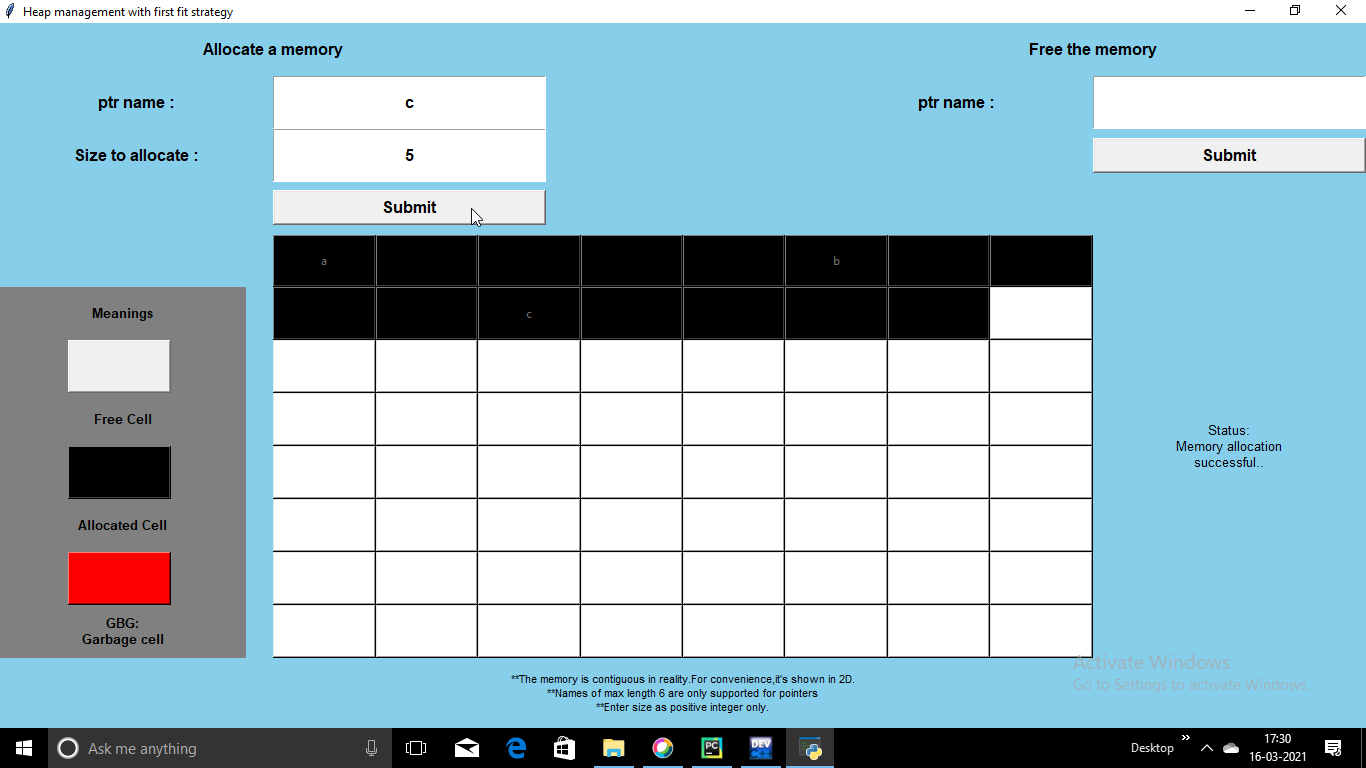 Heap management with first fit strategy
Allocate a memory
Free the memory
ptr name :
c
ptr name :
Size to allocate :
5
Submit
Submit
a
b
c
Meanings
Free Cell
Allocated Cell
GBG:
Garbage cell
Status:
Memory allocation
successful..
**The memory is contiguous in reality.For convenience,it's shown in 2D.
**Names of max length 6 are only supported for pointers
**Enter size as positive integer only.
Activate Windows
Go to Settings to activate Windows.
Ask me anything
PC
DEV
Desktop
17:30
16-03-2021